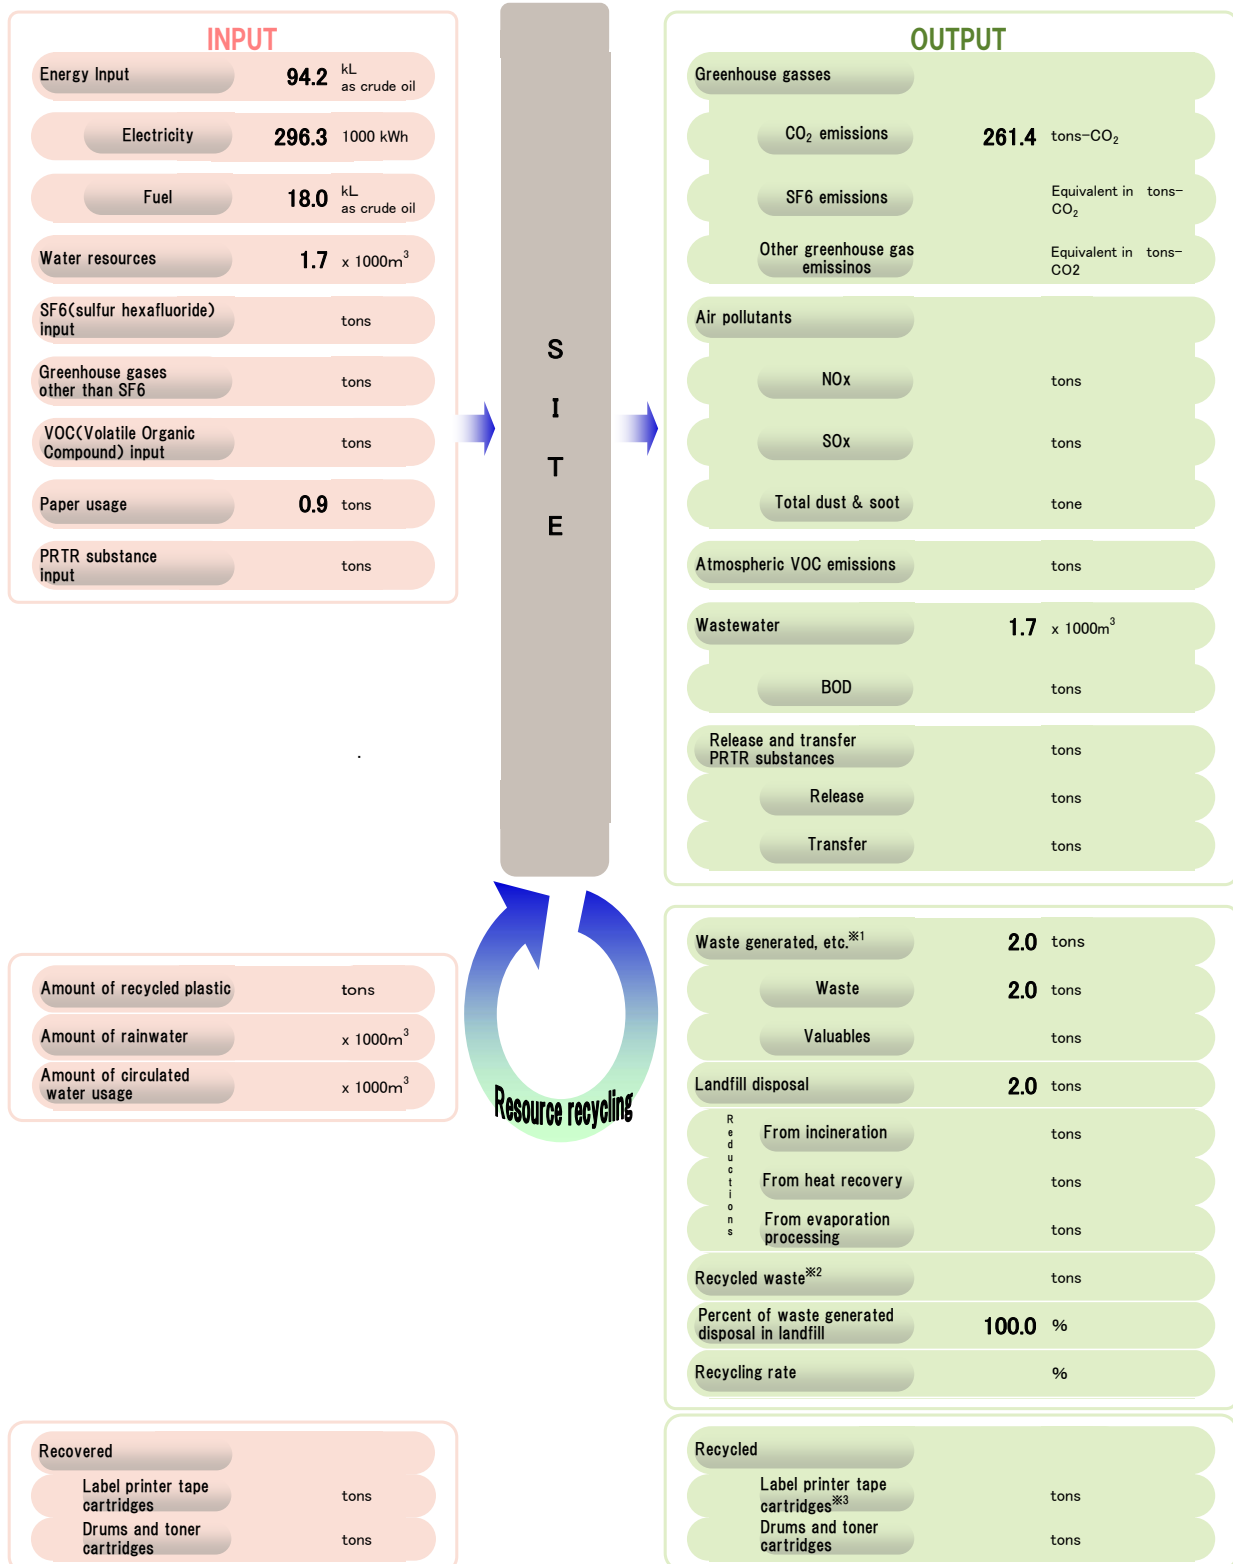 INPUT
Energy Input 94.2 kL
as crude oil
Electricity 296.3 1000 kWh
Fuel 18.0 kL
as crude oil
Water resources 1.7 x 1000m³
SF6(sulfur hexafluoride)
input tons
Greenhouse gases
other than SF6 tons
VOC(Volatile Organic
Compound) input tons
Paper usage 0.9 tons
PRTR substance
input tons
.
S
I
T
E
OUTPUT
Greenhouse gasses
CO₂ emissions 261.4 tons-CO₂
SF6 emissions Equivalent in tons-
CO₂
Other greenhouse gas
emissinos Equivalent in tons-
CO2
Air pollutants
NOx tons
SOx tons
Total dust & soot tone
Atmospheric VOC emissions tons
Wastewater 1.7 x 1000m³
BOD tons
Release and transfer
PRTR substances tons
Release tons
Transfer tons
Amount of recycled plastic tons
Amount of rainwater x 1000m³
Amount of circulated
water usage x 1000m³
Resource recycling
Waste generated, etc.※1 2.0 tons
Waste 2.0 tons
Valuables tons
Landfill disposal 2.0 tons
Reductions
From incineration tons
From heat recovery tons
From evaporation
processing tons
Recycled waste※2 tons
Percent of waste generated
disposal in landfill 100.0 %
Recycling rate %
Recovered
Label printer tape
cartridges tons
Drums and toner
cartridges tons
Recycled
Label printer tape
cartridges※3 tons
Drums and toner
cartridges tons